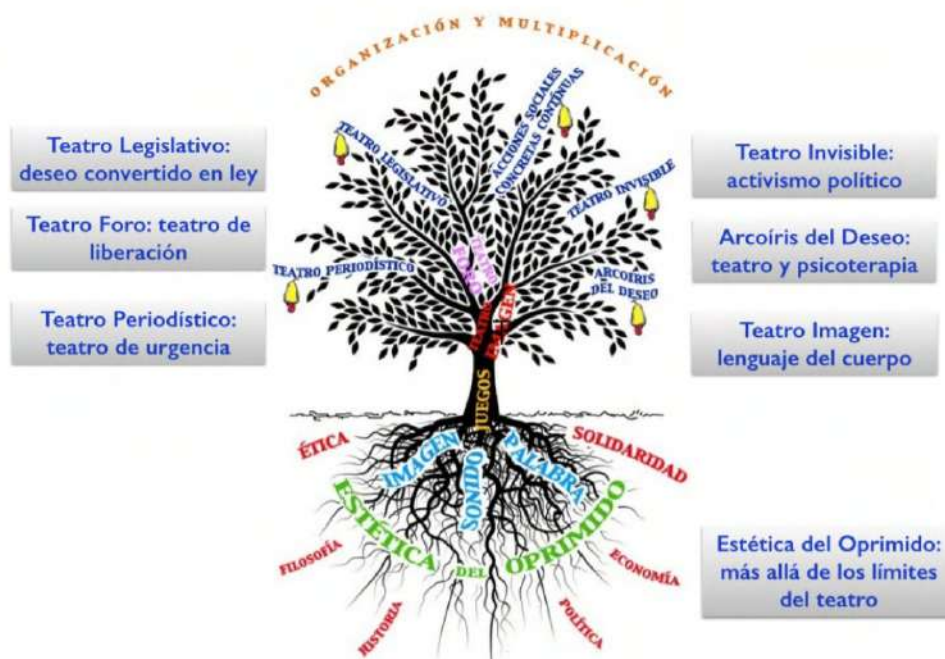 ORGANIZACIÓN Y MULTIPLICACIÓN
Teatro Legislativo:
deseo convertido en ley
Teatro Foro: teatro de
liberación
Teatro Periodístico:
teatro de urgencia
TEATRO LEGISLATIVO
ACCIONES SOCIALES
CONCRETAS CONTÍNUAS
TEATRO INVISIBLE
TEATRO PERIODÍSTICO
TEATRO
FORO
ARCOIRIS
DEL DESEO
TEATRO
IMAGEN
JUEGOS
Teatro Invisible:
activismo político
Arcoíris del Deseo:
teatro y psicoterapia
Teatro Imagen:
lenguaje del cuerpo
ÉTICA
IMAGEN
SONIDO
PALABRA
SOLIDARIDAD
ESTÉTICA DEL OPRIMIDO
FILOSOFÍA
ECONOMÍA
HISTORIA
POLÍTICA
Estética del Oprimido:
más allá de los límites
del teatro